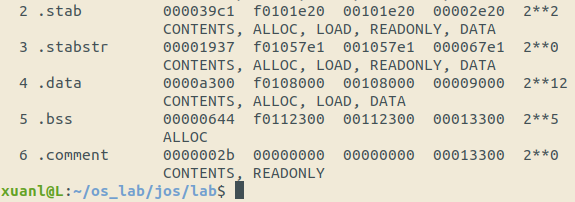 2 .stab 000039c1 f0101e20 00101e20 00002e20 2**2
CONTENTS, ALLOC, LOAD, READONLY, DATA
3 .stabstr 00001937 f01057e1 001057e1 000067e1 2**0
CONTENTS, ALLOC, LOAD, READONLY, DATA
4 .data 0000a300 f0108000 00108000 00009000 2**12
CONTENTS, ALLOC, LOAD, DATA
5 .bss 00000644 f0112300 00112300 00013300 2**5
ALLOC
6 .comment 0000002b 00000000 00000000 00013300 2**0
CONTENTS, READONLY
xuanl@L:~/os_lab/jos/lab$